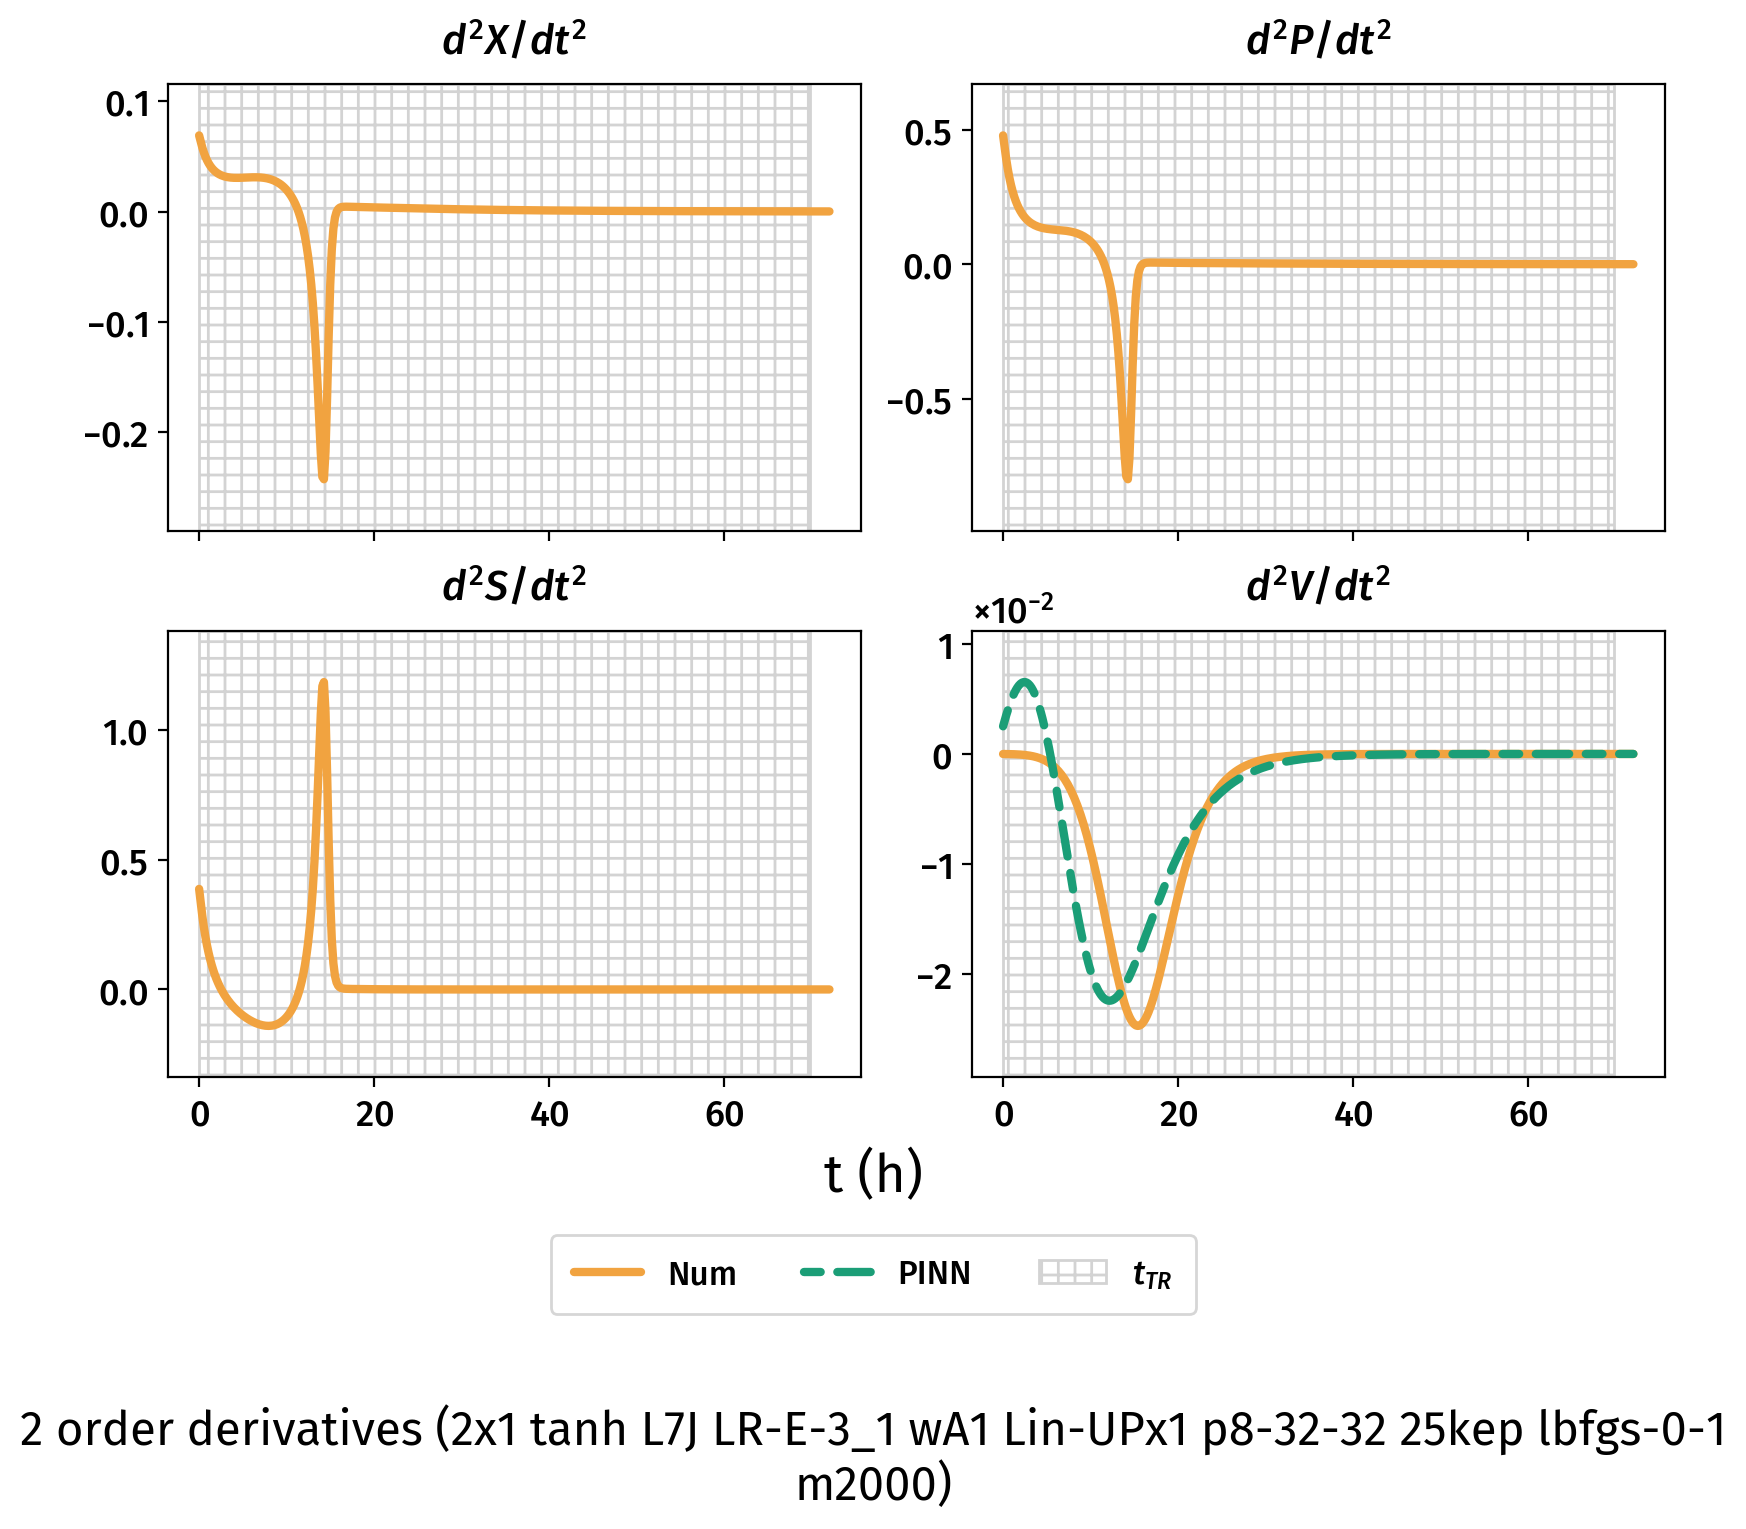 d²X/dt²
d²P/dt²
0.1
0.0
−0.1
−0.2
0.5
0.0
−0.5
d²S/dt²
d²V/dt²
×10⁻²
1.0
0.5
0.0
1
0
−1
−2
0 20 40 60
0 20 40 60
t (h)
Num PINN t_TR
2 order derivatives (2x1 tanh L7J LR-E-3_1 wA1 Lin-UPx1 p8-32-32 25kep lbfgs-0-1
m2000)